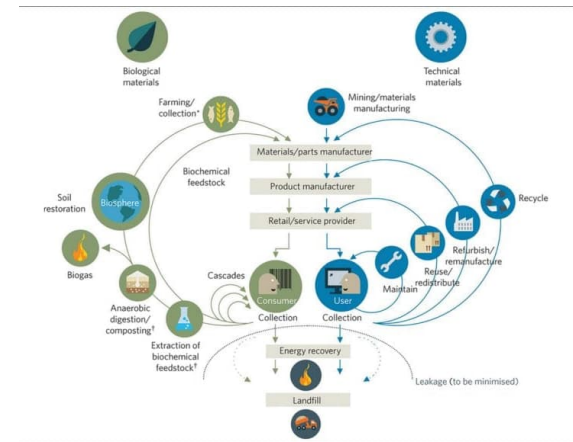 Biological
materials
Technical
materials
Farming/
collection*
Mining/materials
manufacturing
Materials/parts manufacturer
Biochemical
feedstock
Product manufacturer
Recycle
Soil
restoration
Biosphere
Retail/service provider
Refurbish/
remanufacture
Biogas
Reuse/
redistribute
Cascades
Maintain
Consumer
User
Anaerobic
digestion/
composting†
Collection
Collection
Extraction of
biochemical
feedstock†
Energy recovery
Leakage (to be minimised)
Landfill